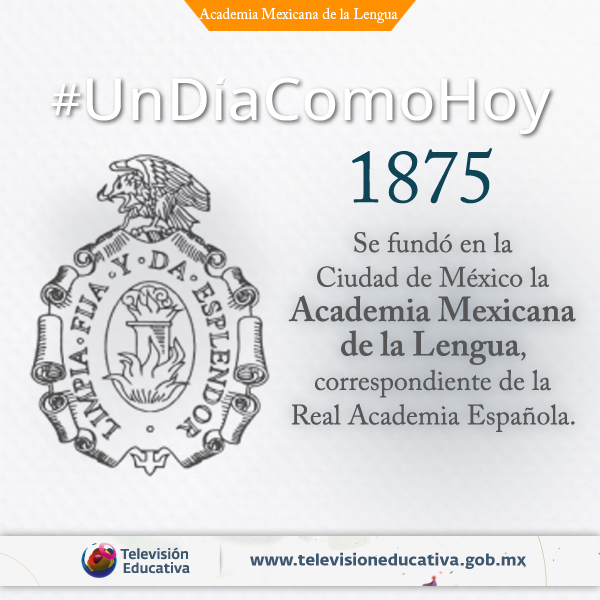 Academia Mexicana de la Lengua
#UnDiaComoHoy
1875
Se fundó en la
Ciudad de México la
Academia Mexicana
de la Lengua,
correspondiente de la
Real Academia Española.
LIMPIA·FIJA·Y·DA·ESPLENDOR
Televisión
Educativa
www.televisioneducativa.gob.mx